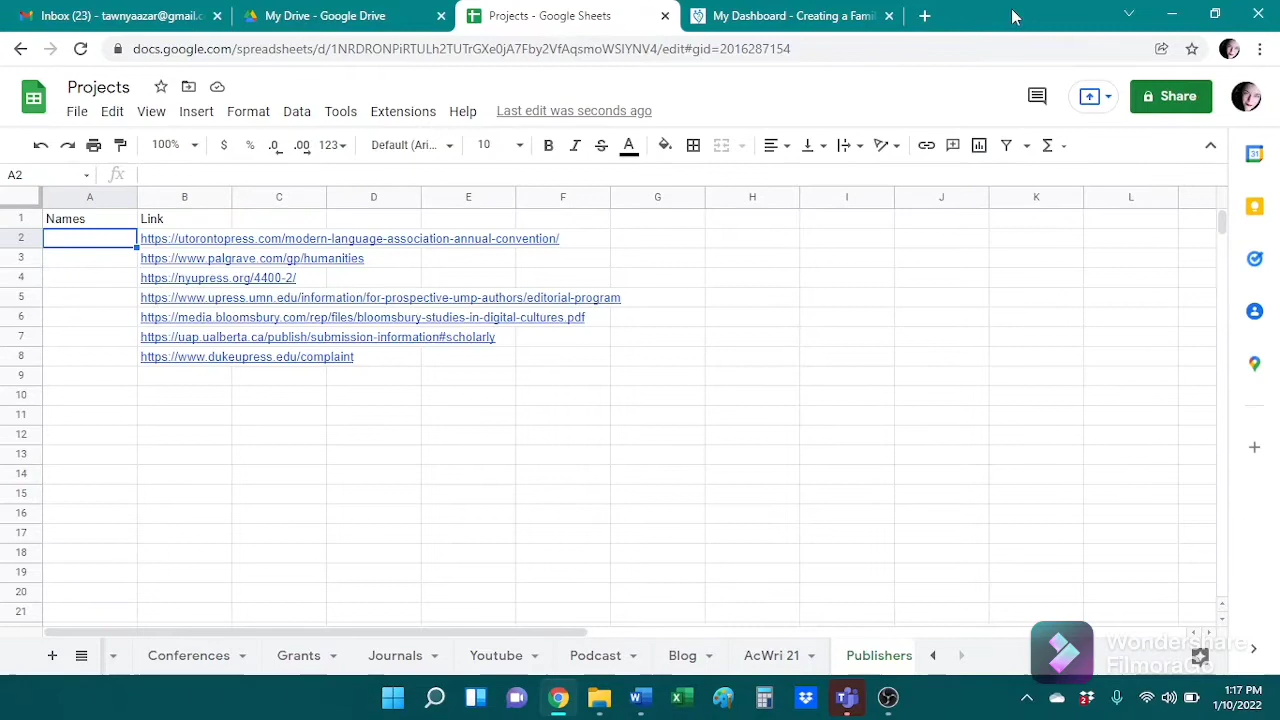 Inbox (23) - tawnyaazar@gmail.c
My Drive - Google Drive
Projects - Google Sheets
My Dashboard - Creating a Famil
docs.google.com/spreadsheets/d/1NRDRONPiRTULh2TUTrGXe0jA7Fby2VfAqsmoWSIYNV4/edit#gid=2016287154
Projects
File Edit View Insert Format Data Tools Extensions Help Last edit was seconds ago
Share
100% $ % .0 .00 123 Default (Ari... 10 B I S A
A2 fx
A B C D E F G H I J K L
1 Names Link
2 https://utorontopress.com/modern-language-association-annual-convention/
3 https://www.palgrave.com/gp/humanities
4 https://nyupress.org/4400-2/
5 https://www.upress.umn.edu/information/for-prospective-ump-authors/editorial-program
6 https://media.bloomsbury.com/rep/files/bloomsbury-studies-in-digital-cultures.pdf
7 https://uap.ualberta.ca/publish/submission-information#scholarly
8 https://www.dukeupress.edu/complaint
9
10
11
12
13
14
15
16
17
18
19
20
21
Conferences Grants Journals Youtube Podcast Blog AcWri 21 Publishers
Wondershare
FilmoraGo
1:17 PM
1/10/2022